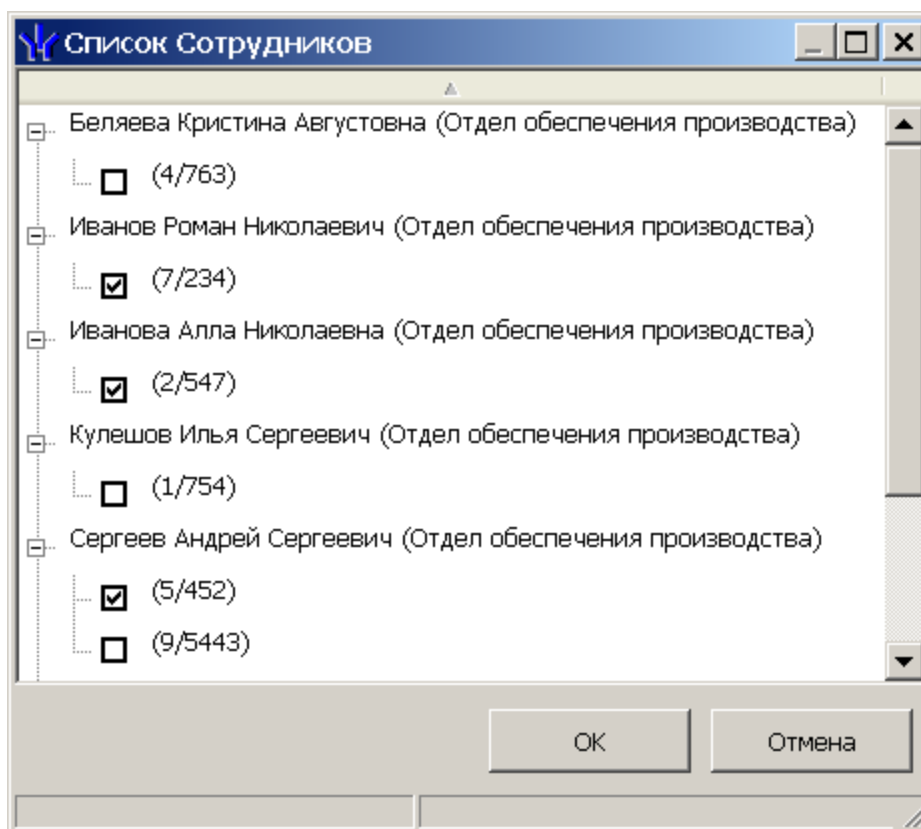 Список Сотрудников
Беляева Кристина Августовна (Отдел обеспечения производства)
(4/763)
Иванов Роман Николаевич (Отдел обеспечения производства)
(7/234)
Иванова Алла Николаевна (Отдел обеспечения производства)
(2/547)
Кулешов Илья Сергеевич (Отдел обеспечения производства)
(1/754)
Сергеев Андрей Сергеевич (Отдел обеспечения производства)
(5/452)
(9/5443)
OK Отмена